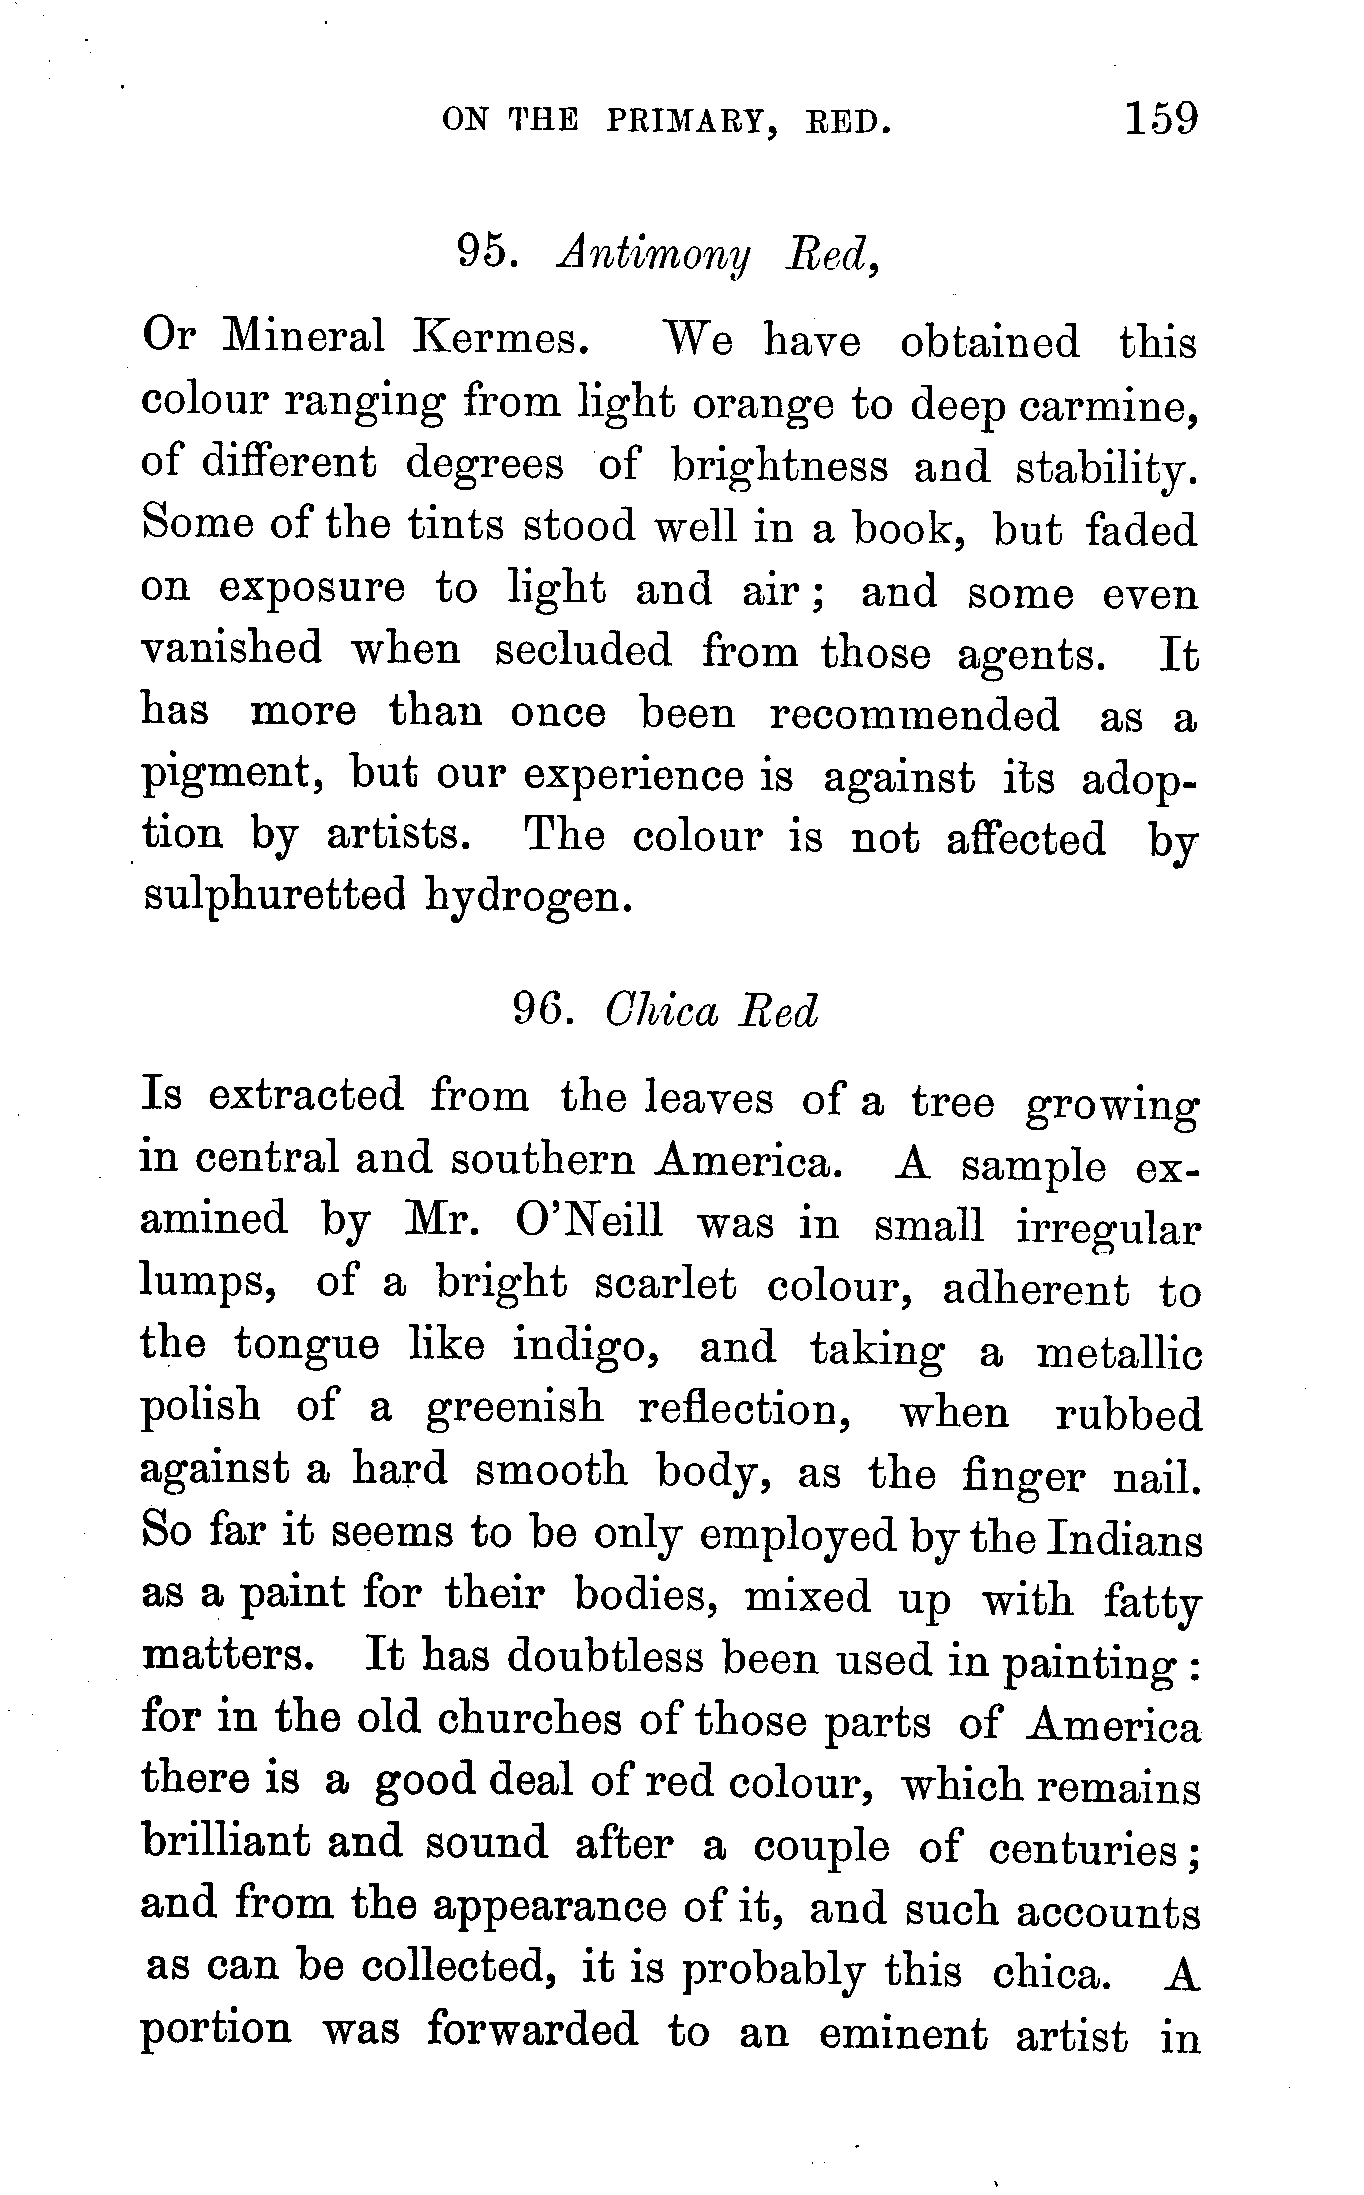 ON THE PRIMARY, RED. 159
95. Antimony Red,
Or Mineral Kermes. We have obtained this
colour ranging from light orange to deep carmine,
of different degrees of brightness and stability.
Some of the tints stood well in a book, but faded
on exposure to light and air ; and some even
vanished when secluded from those agents. It
has more than once been recommended as a
pigment, but our experience is against its adop-
tion by artists. The colour is not affected by
sulphuretted hydrogen.
96. Chica Red
Is extracted from the leaves of a tree growing
in central and southern America. A sample ex-
amined by Mr. O'Neill was in small irregular
lumps, of a bright scarlet colour, adherent to
the tongue like indigo, and taking a metallic
polish of a greenish reflection, when rubbed
against a hard smooth body, as the finger nail.
So far it seems to be only employed by the Indians
as a paint for their bodies, mixed up with fatty
matters. It has doubtless been used in painting :
for in the old churches of those parts of America
there is a good deal of red colour, which remains
brilliant and sound after a couple of centuries ;
and from the appearance of it, and such accounts
as can be collected, it is probably this chica. A
portion was forwarded to an eminent artist in